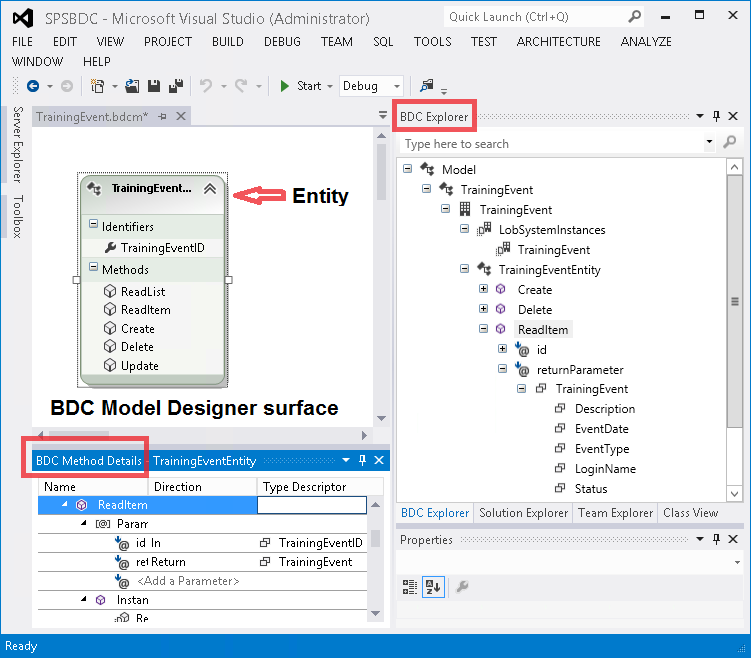 SPSBDC - Microsoft Visual Studio (Administrator)
Quick Launch (Ctrl+Q)
FILE EDIT VIEW PROJECT BUILD DEBUG TEAM SQL TOOLS TEST ARCHITECTURE ANALYZE
WINDOW HELP
Start Debug
Server Explorer
Toolbox
TrainingEvent.bdcm*
TrainingEvent...
Identifiers
TrainingEventID
Methods
ReadList
ReadItem
Create
Delete
Update
Entity
BDC Model Designer surface
BDC Method Details - TrainingEventEntity
Name Direction Type Descriptor
ReadItem
Param
id In TrainingEventID
ret Return TrainingEvent
<Add a Parameter>
Instan
Re
BDC Explorer
Type here to search
Model
TrainingEvent
TrainingEvent
LobSystemInstances
TrainingEvent
TrainingEventEntity
Create
Delete
ReadItem
id
returnParameter
TrainingEvent
Description
EventDate
EventType
LoginName
Status
BDC Explorer Solution Explorer Team Explorer Class View
Properties
Ready